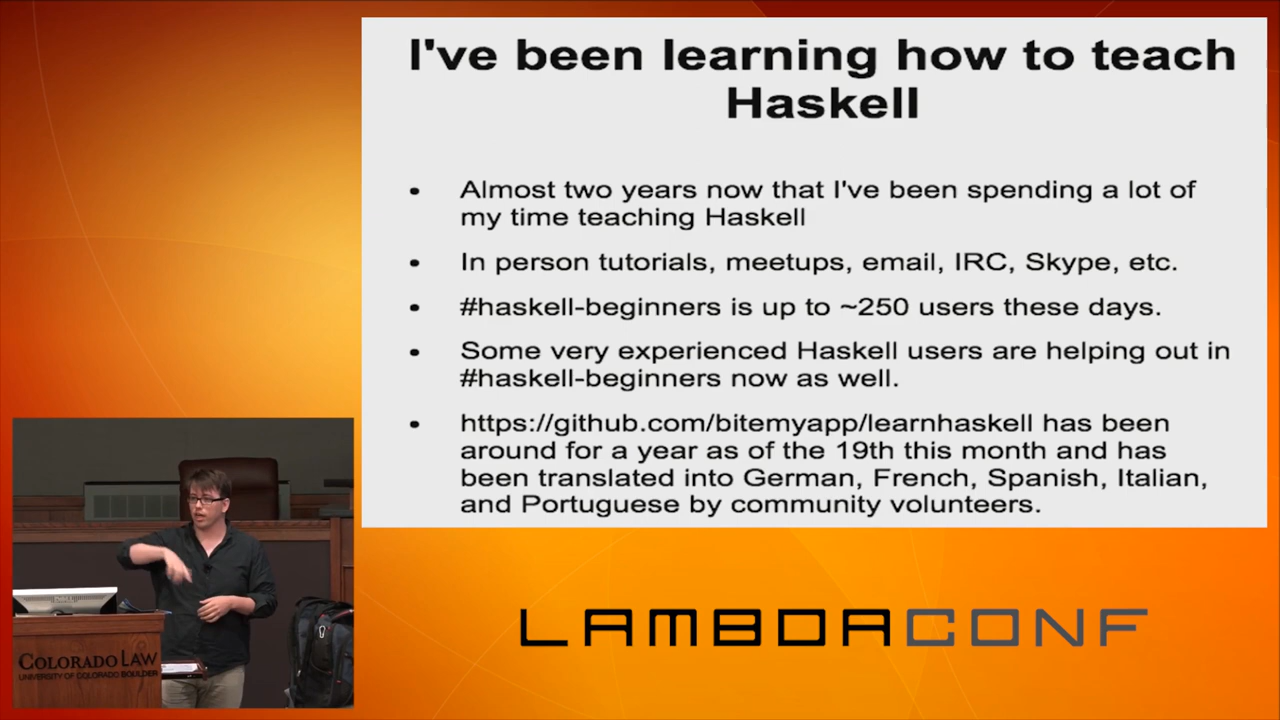 I've been learning how to teach
Haskell
• Almost two years now that I've been spending a lot of
my time teaching Haskell
• In person tutorials, meetups, email, IRC, Skype, etc.
• #haskell-beginners is up to ~250 users these days.
• Some very experienced Haskell users are helping out in
#haskell-beginners now as well.
• https://github.com/bitemyapp/learnhaskell has been
around for a year as of the 19th this month and has
been translated into German, French, Spanish, Italian,
and Portuguese by community volunteers.
LAMBDACONF
COLORADO LAW
UNIVERSITY OF COLORADO BOULDER